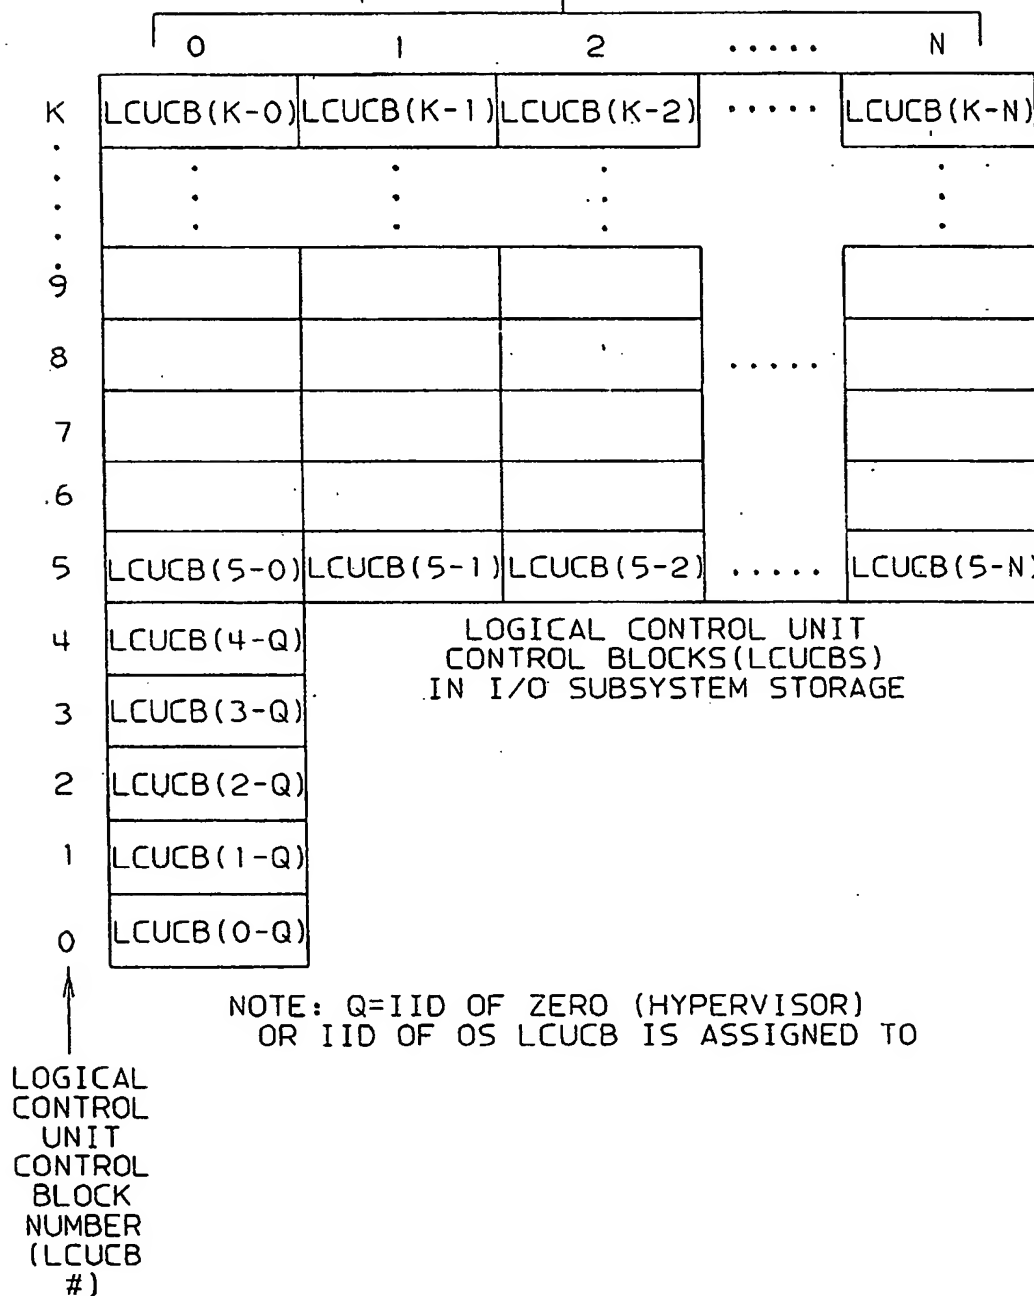 0 1 2 ..... N
K LCUCB(K-0) LCUCB(K-1) LCUCB(K-2) ..... LCUCB(K-N)
9
8 .....
7
6
5 LCUCB(5-0) LCUCB(5-1) LCUCB(5-2) ..... LCUCB(5-N)
4 LCUCB(4-Q)
LOGICAL CONTROL UNIT
CONTROL BLOCKS(LCUCBS)
IN I/O SUBSYSTEM STORAGE
3 LCUCB(3-Q)
2 LCUCB(2-Q)
1 LCUCB(1-Q)
0 LCUCB(0-Q)
NOTE: Q=IID OF ZERO (HYPERVISOR)
OR IID OF OS LCUCB IS ASSIGNED TO
LOGICAL
CONTROL
UNIT
CONTROL
BLOCK
NUMBER
(LCUCB
#)